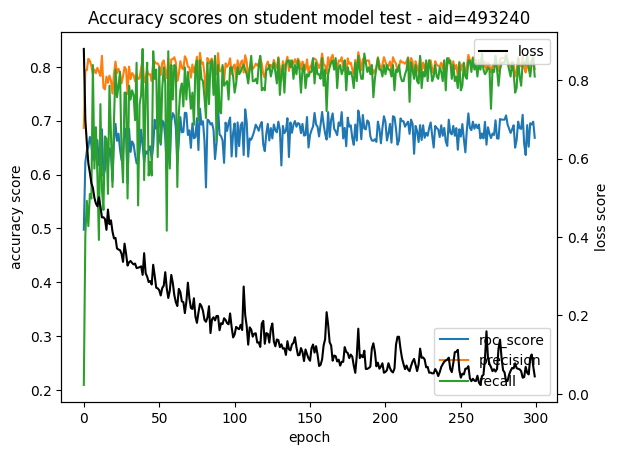 Accuracy scores on student model test - aid=493240
loss
accuracy score
0.8
0.7
0.6
0.5
0.4
0.3
0.2
0.8
0.6
0.4
0.2
0.0
loss score
roc_score
precision
recall
0
50
100
150
200
250
300
epoch